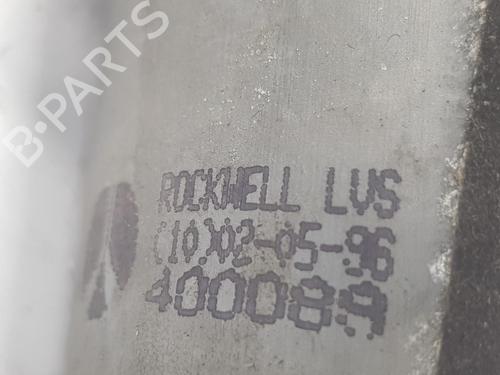 B-PARTS
ROCKWELL LVS
(10)02-05-96
400089